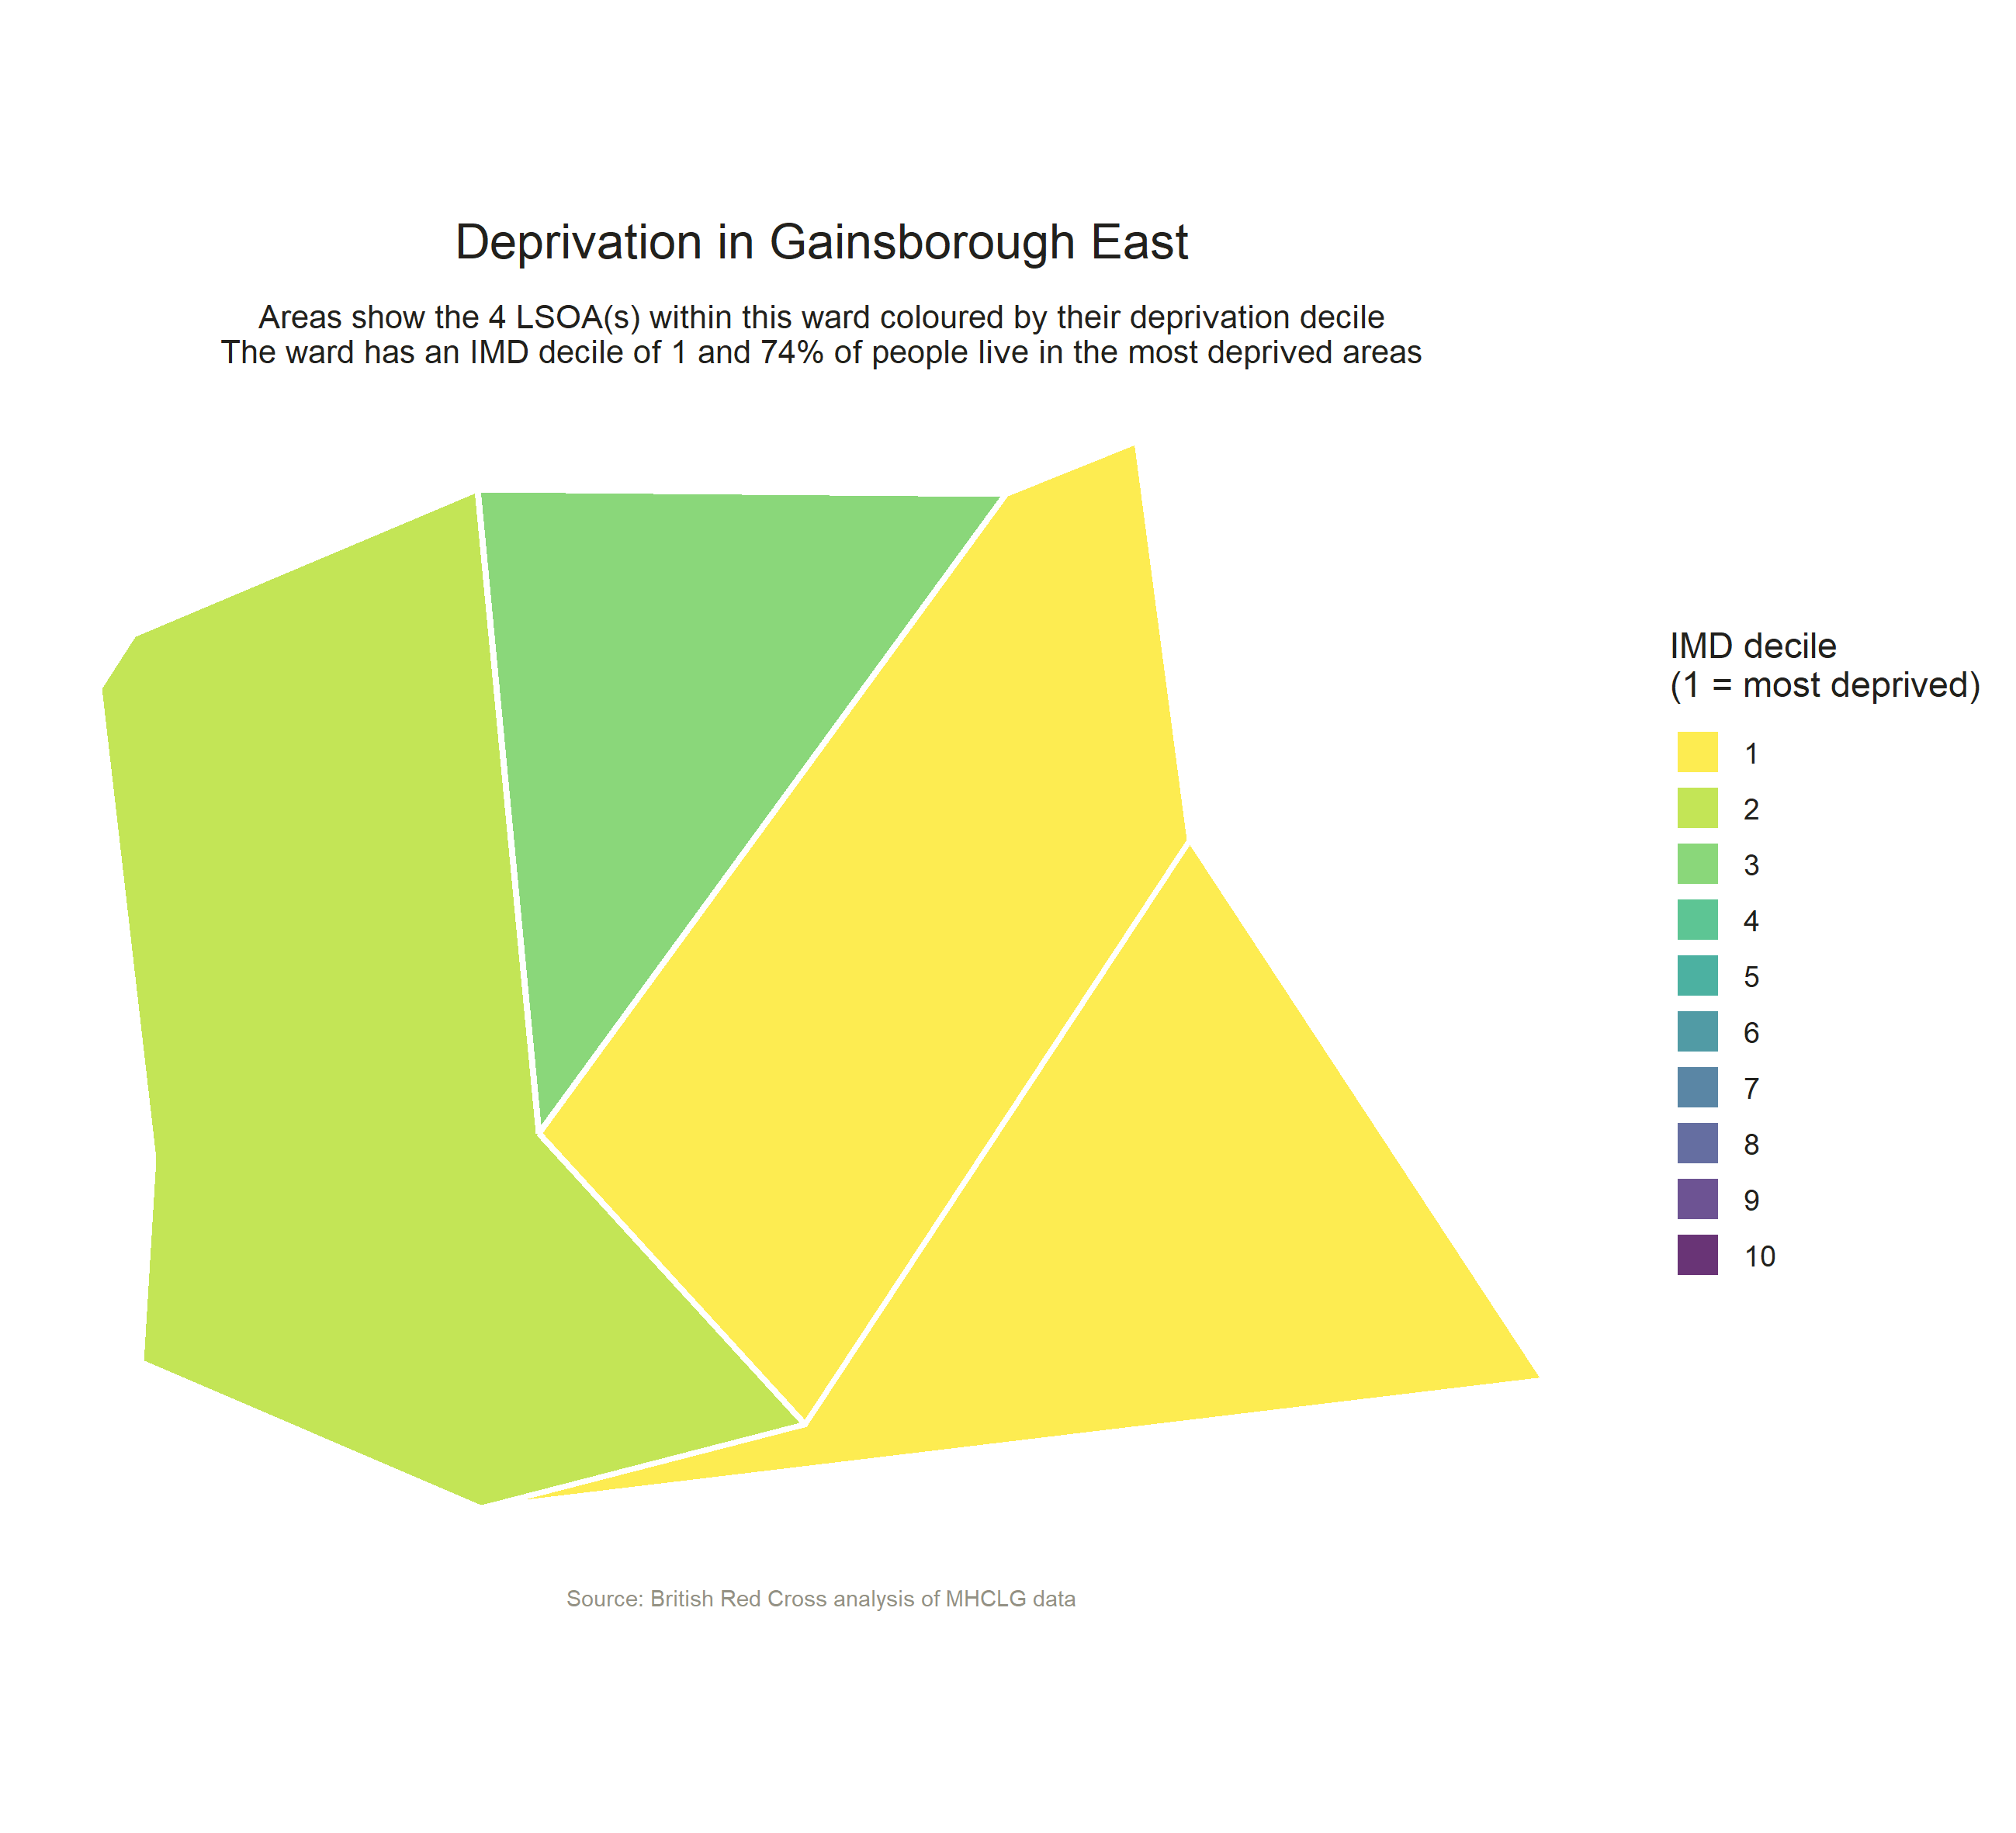 Deprivation in Gainsborough East
Areas show the 4 LSOA(s) within this ward coloured by their deprivation decile
The ward has an IMD decile of 1 and 74% of people live in the most deprived areas
IMD decile
(1 = most deprived)
1
2
3
4
5
6
7
8
9
10
Source: British Red Cross analysis of MHCLG data